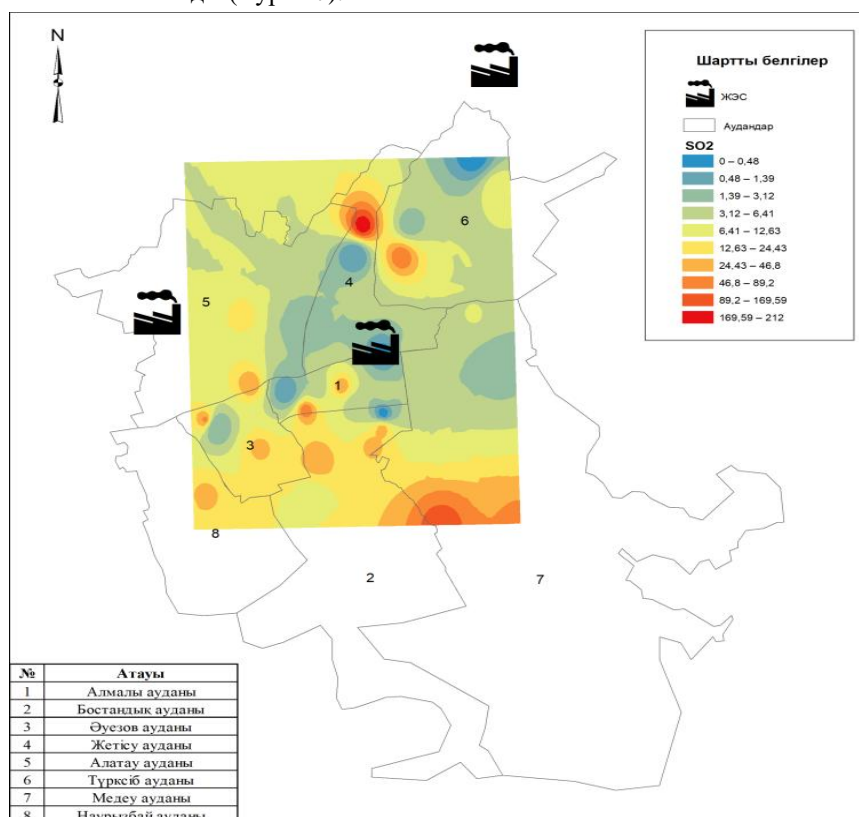 N
Шартты белгілер
ЖЭС
Аудандар
SO2
0 – 0,48
0,48 – 1,39
1,39 – 3,12
3,12 – 6,41
6,41 – 12,63
12,63 – 24,43
24,43 – 46,8
46,8 – 89,2
89,2 – 169,59
169,59 – 212
6
4
5
1
3
8
2
7
№ Атауы
1 Алмалы ауданы
2 Бостандық ауданы
3 Әуезов ауданы
4 Жетісу ауданы
5 Алатау ауданы
6 Түрксіб ауданы
7 Медеу ауданы
8 Наурызбай ауданы